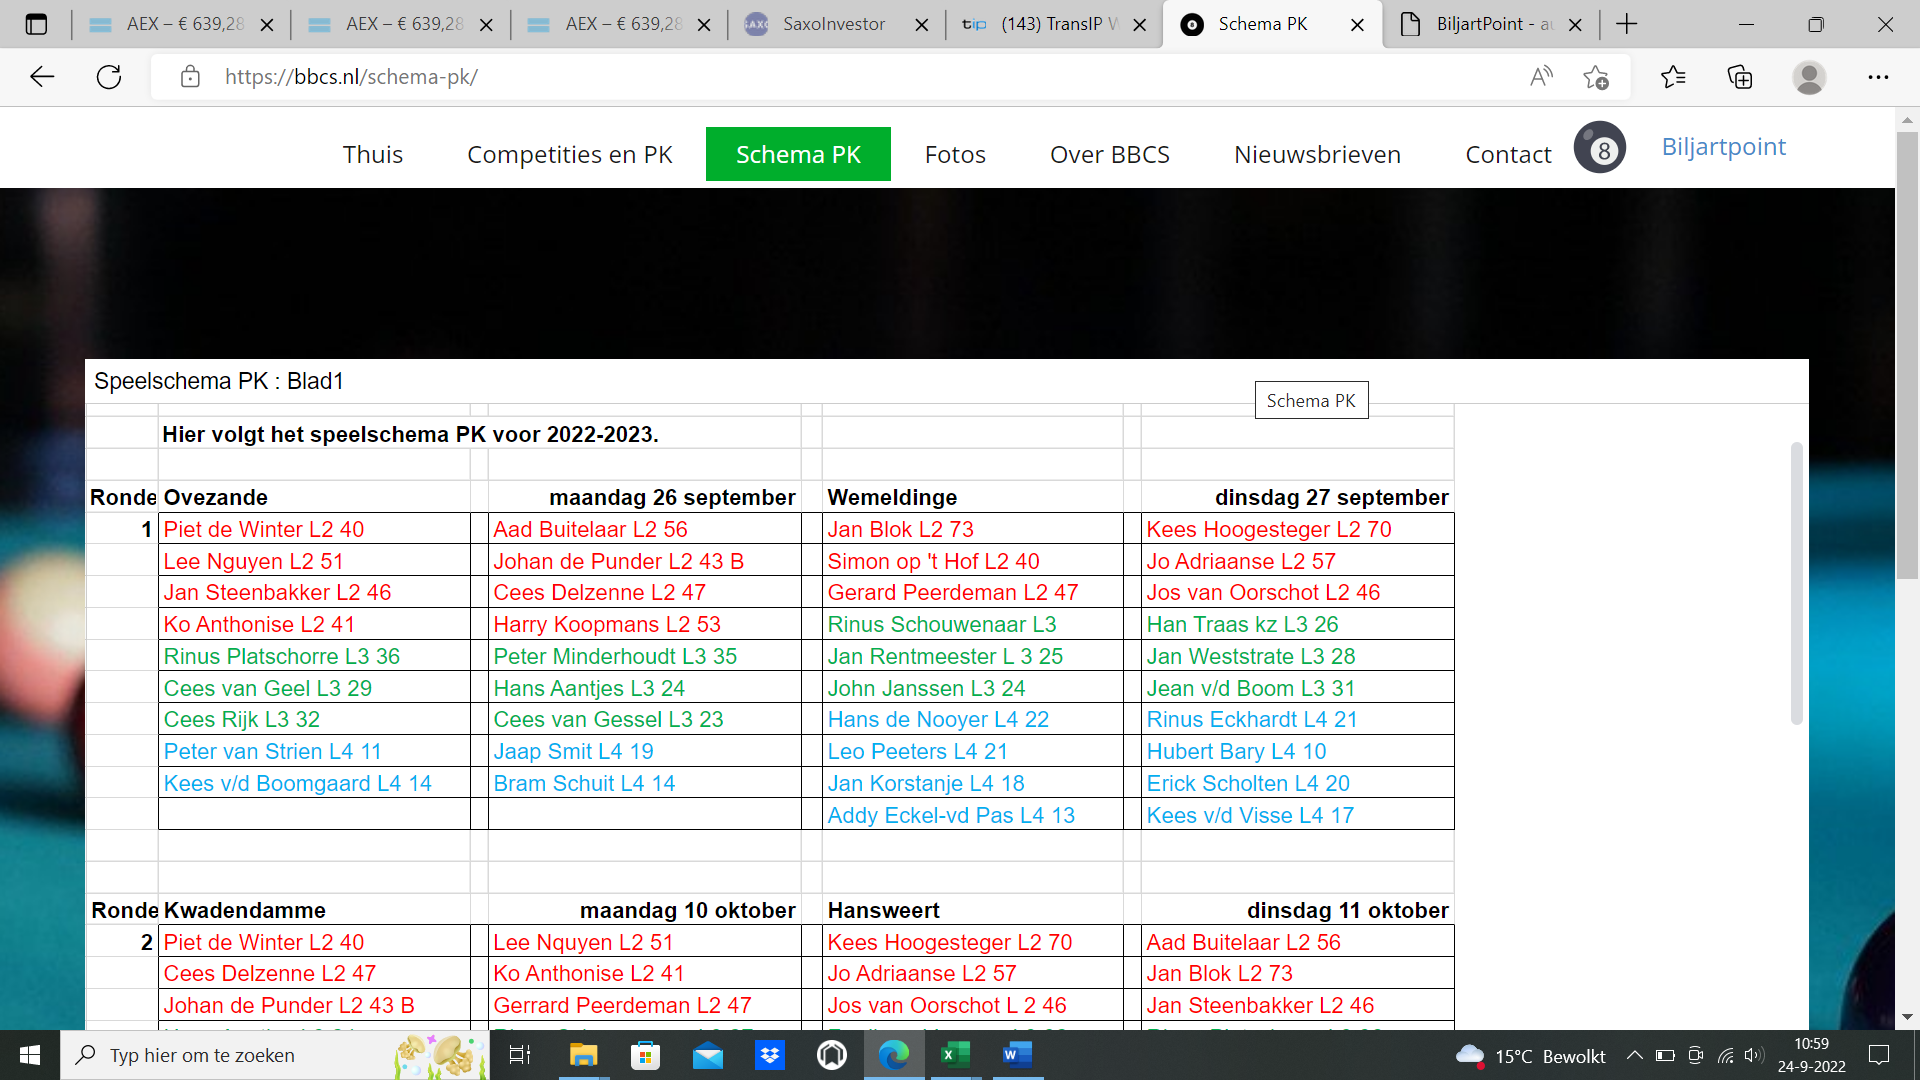 AEX – € 639,28
AEX – € 639,28
AEX – € 639,28
SAXO SaxoInvestor
tip (143) TransIP W
Schema PK
BiljartPoint - au
https://bbcs.nl/schema-pk/
Thuis Competities en PK Schema PK Fotos Over BBCS Nieuwsbrieven Contact 8 Biljartpoint
Speelschema PK : Blad1
Schema PK
Hier volgt het speelschema PK voor 2022-2023.
Ronde Ovezande maandag 26 september Wemeldinge dinsdag 27 september
1 Piet de Winter L2 40 Aad Buitelaar L2 56 Jan Blok L2 73 Kees Hoogesteger L2 70
Lee Nguyen L2 51 Johan de Punder L2 43 B Simon op 't Hof L2 40 Jo Adriaanse L2 57
Jan Steenbakker L2 46 Cees Delzenne L2 47 Gerard Peerdeman L2 47 Jos van Oorschot L2 46
Ko Anthonise L2 41 Harry Koopmans L2 53 Rinus Schouwenaar L3 Han Traas kz L3 26
Rinus Platschorre L3 36 Peter Minderhoudt L3 35 Jan Rentmeester L 3 25 Jan Weststrate L3 28
Cees van Geel L3 29 Hans Aantjes L3 24 John Janssen L3 24 Jean v/d Boom L3 31
Cees Rijk L3 32 Cees van Gessel L3 23 Hans de Nooyer L4 22 Rinus Eckhardt L4 21
Peter van Strien L4 11 Jaap Smit L4 19 Leo Peeters L4 21 Hubert Bary L4 10
Kees v/d Boomgaard L4 14 Bram Schuit L4 14 Jan Korstanje L4 18 Erick Scholten L4 20
Addy Eckel-vd Pas L4 13 Kees v/d Visse L4 17
Ronde Kwadendamme maandag 10 oktober Hansweert dinsdag 11 oktober
2 Piet de Winter L2 40 Lee Nquyen L2 51 Kees Hoogesteger L2 70 Aad Buitelaar L2 56
Cees Delzenne L2 47 Ko Anthonise L2 41 Jo Adriaanse L2 57 Jan Blok L2 73
Johan de Punder L2 43 B Gerrard Peerdeman L2 47 Jos van Oorschot L 2 46 Jan Steenbakker L2 46
Typ hier om te zoeken
15°C Bewolkt
10:59
24-9-2022